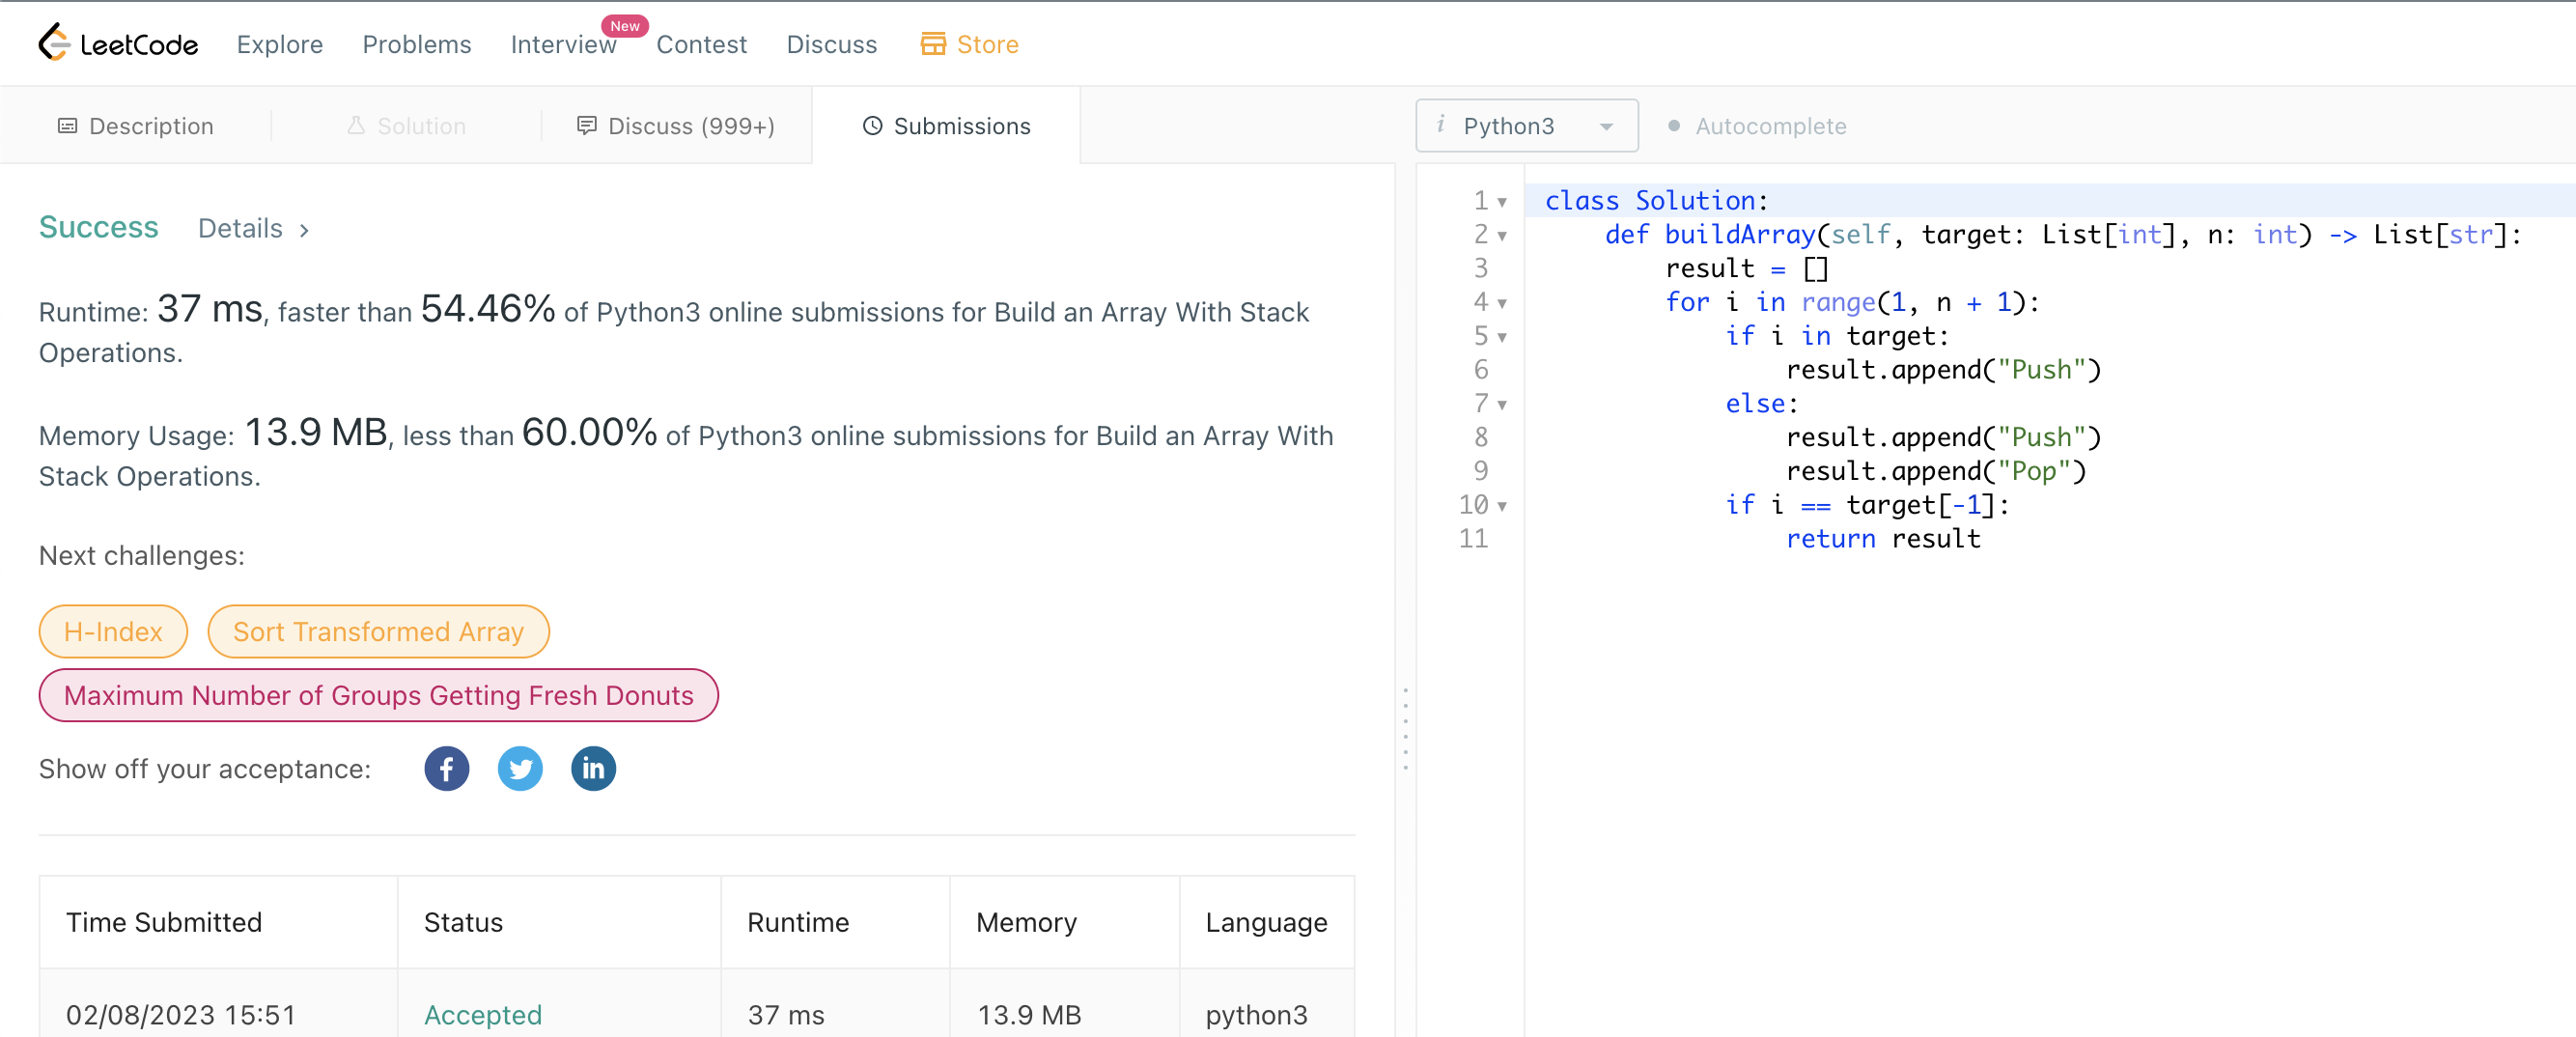 LeetCode Explore Problems Interview New Contest Discuss Store
Description Solution Discuss (999+) Submissions
Success Details >
Runtime: 37 ms, faster than 54.46% of Python3 online submissions for Build an Array With Stack
Operations.
Memory Usage: 13.9 MB, less than 60.00% of Python3 online submissions for Build an Array With
Stack Operations.
Next challenges:
H-Index Sort Transformed Array
Maximum Number of Groups Getting Fresh Donuts
Show off your acceptance: f in
Time Submitted Status Runtime Memory Language
02/08/2023 15:51 Accepted 37 ms 13.9 MB python3
i Python3 Autocomplete
1 class Solution:
2     def buildArray(self, target: List[int], n: int) -> List[str]:
3         result = []
4         for i in range(1, n + 1):
5             if i in target:
6                 result.append("Push")
7             else:
8                 result.append("Push")
9                 result.append("Pop")
10             if i == target[-1]:
11                 return result